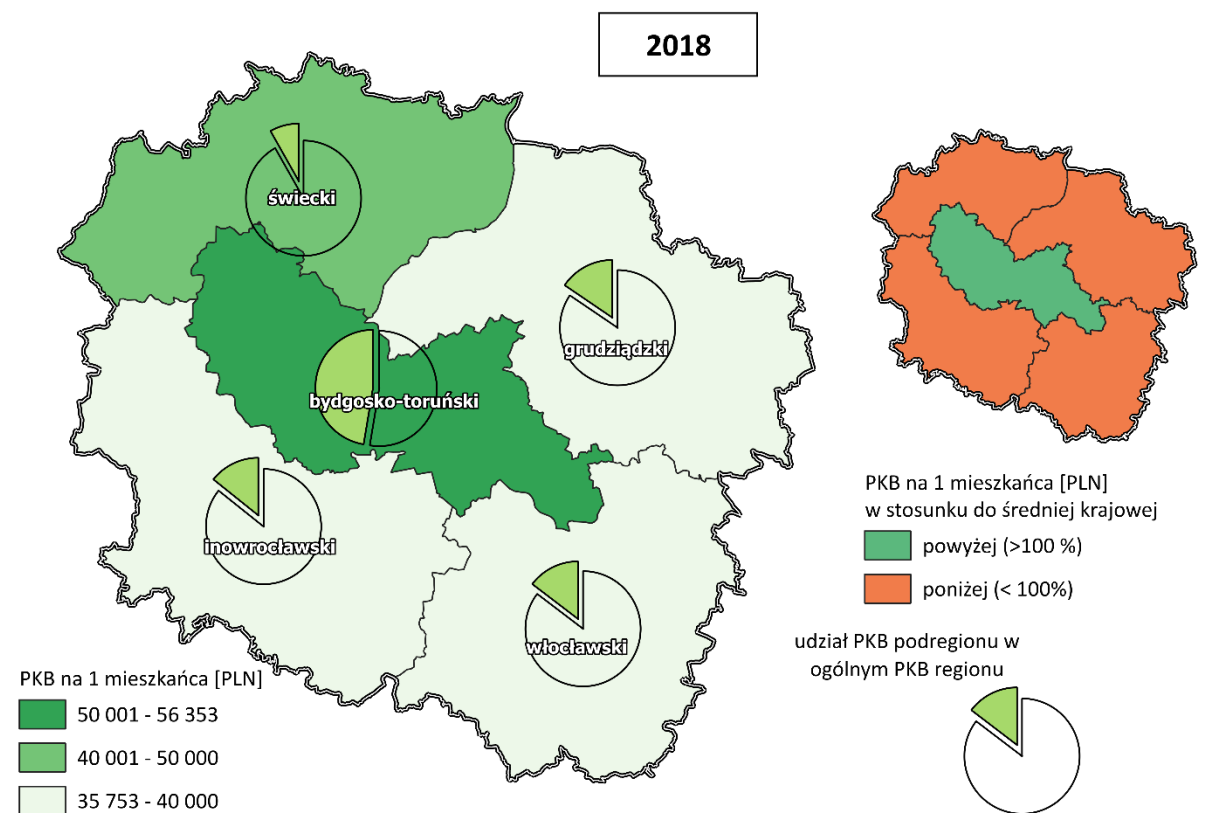 2018
świecki
grudziądzki
bydgosko-toruński
inowrocławski
włocławski
PKB na 1 mieszkańca [PLN]
50 001 - 56 353
40 001 - 50 000
35 753 - 40 000
PKB na 1 mieszkańca [PLN]
w stosunku do średniej krajowej
powyżej (>100 %)
poniżej (< 100%)
udział PKB podregionu w
ogólnym PKB regionu